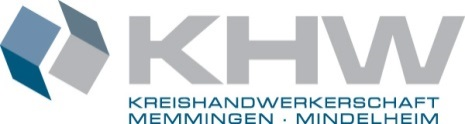 KHW
KREISHANDWERKERSCHAFT
MEMMINGEN · MINDELHEIM